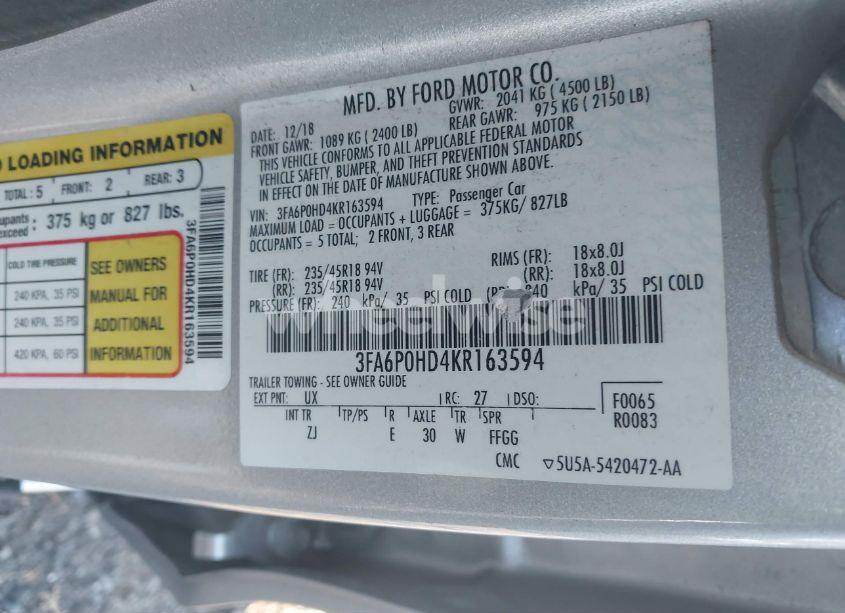 O LOADING INFORMATION
TOTAL: 5 FRONT: 2 REAR: 3
cupants
exceed: 375 kg or 827 lbs.
COLD TIRE PRESSURE
240 KPA, 35 PSI
240 KPA, 35 PSI
420 KPA, 60 PSI
SEE OWNERS
MANUAL FOR
ADDITIONAL
INFORMATION
3FA6P0HD4KR163594
MFD. BY FORD MOTOR CO.
DATE: 12/18 GVWR: 2041 KG ( 4500 LB)
FRONT GAWR: 1089 KG ( 2400 LB) REAR GAWR: 975 KG ( 2150 LB)
THIS VEHICLE CONFORMS TO ALL APPLICABLE FEDERAL MOTOR
VEHICLE SAFETY, BUMPER, AND THEFT PREVENTION STANDARDS
IN EFFECT ON THE DATE OF MANUFACTURE SHOWN ABOVE.
VIN: 3FA6P0HD4KR163594 TYPE: Passenger Car
MAXIMUM LOAD = OCCUPANTS + LUGGAGE = 375KG/ 827LB
OCCUPANTS = 5 TOTAL; 2 FRONT, 3 REAR
TIRE (FR): 235/45R18 94V RIMS (FR): 18x8.0J
(RR): 235/45R18 94V (RR): 18x8.0J
PRESSURE (FR): 240 kPa/ 35 PSI COLD kPa/ 35 PSI COLD
wheelwise
3FA6P0HD4KR163594
TRAILER TOWING - SEE OWNER GUIDE
EXT PNT: UX RC: 27 DSO: F0065
INT TR TP/PS R AXLE TR SPR R0083
ZJ E 30 W FFGG
CMC ▽5U5A-5420472-AA